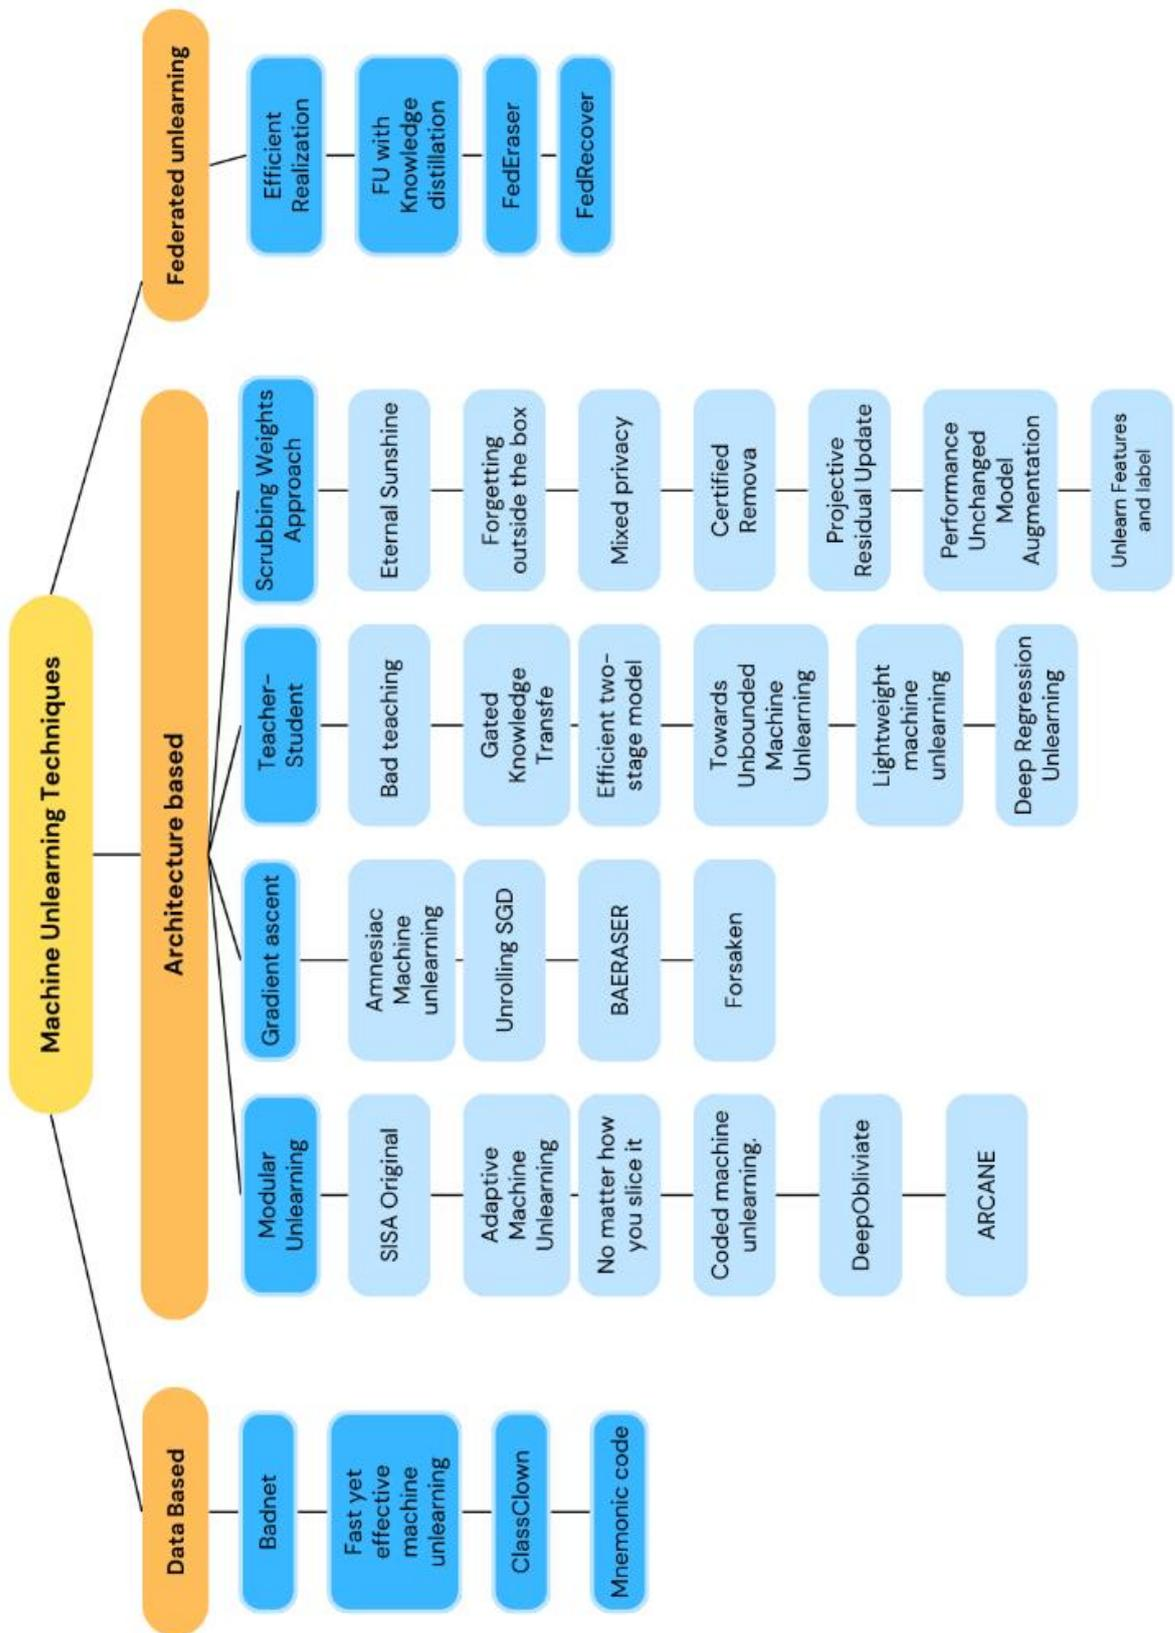 Machine Unlearning Techniques
Data Based
Badnet
Fast yet
effective
machine
unlearning
ClassClown
Mnemonic code
Architecture based
Modular
Unlearning
SISA Original
Adaptive
Machine
Unlearning
No matter how
you slice it
Coded machine
unlearning.
DeepObliviate
ARCANE
Gradient ascent
Amnesiac
Machine
unlearning
Unrolling SGD
BAERASER
Forsaken
Teacher-
Student
Bad teaching
Gated
Knowledge
Transfe
Efficient two-
stage model
Towards
Unbounded
Machine
Unlearning
Lightweight
machine
unlearning
Deep Regression
Unlearning
Scrubbing Weights
Approach
Eternal Sunshine
Forgetting
outside the box
Mixed privacy
Certified
Remova
Projective
Residual Update
Performance
Unchanged
Model
Augmentation
Unlearn Features
and label
Federated unlearning
Efficient
Realization
FU with
Knowledge
distillation
FedEraser
FedRecover